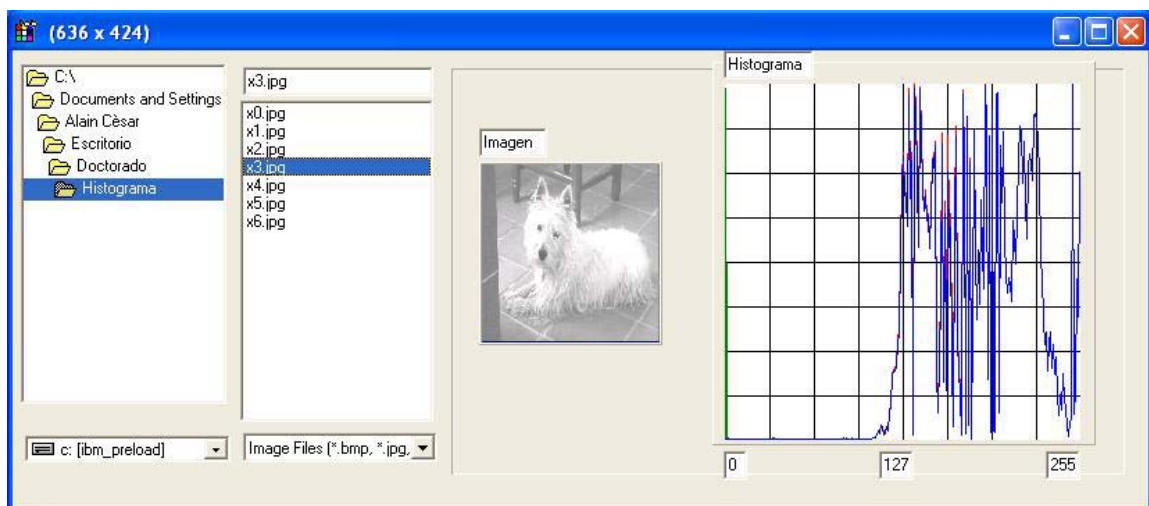 (636 x 424)
C:\
Documents and Settings
Alain Cèsar
Escritorio
Doctorado
Histograma
c: [ibm_preload]
x3.jpg
x0.jpg
x1.jpg
x2.jpg
x3.jpg
x4.jpg
x5.jpg
x6.jpg
Image Files (*.bmp, *.jpg,
Imagen
Histograma
0
127
255